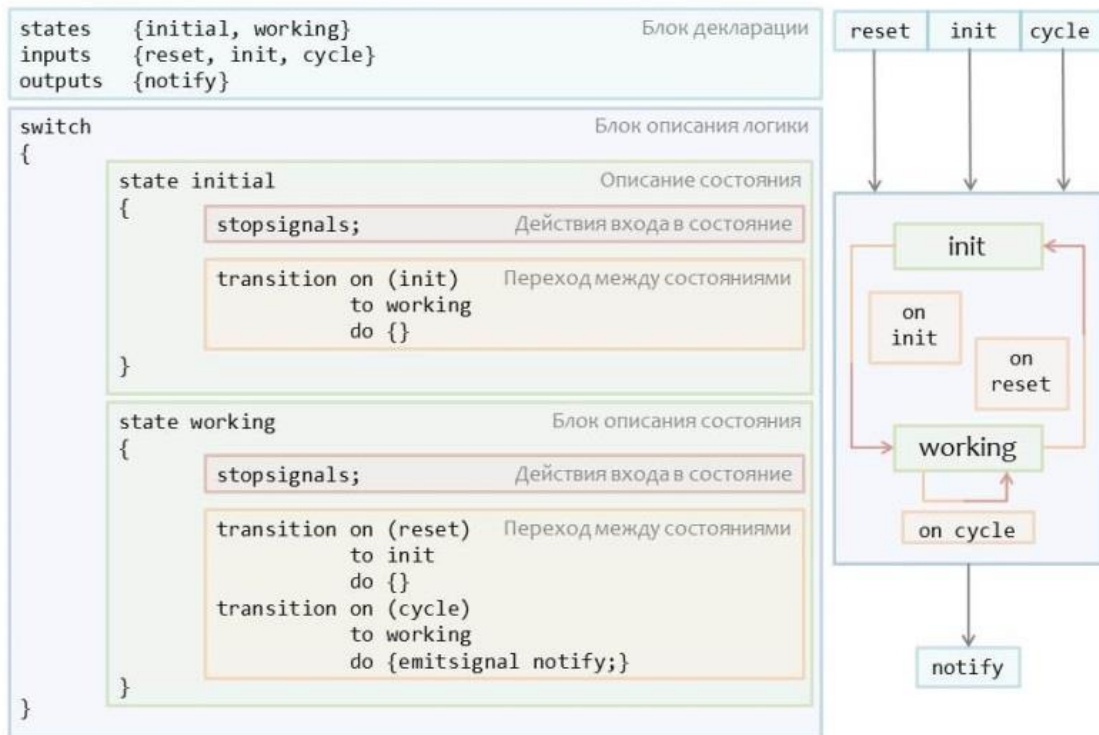 states {initial, working} Блок декларации
inputs {reset, init, cycle}
outputs {notify}
switch Блок описания логики
{
state initial Описание состояния
{
stopsignals; Действия входа в состояние
transition on (init) Переход между состояниями
to working
do {}
}
state working Блок описания состояния
{
stopsignals; Действия входа в состояние
transition on (reset) Переход между состояниями
to init
do {}
transition on (cycle)
to working
do {emitsignal notify;}
}
}
reset init cycle
init
on
init
on
reset
working
on cycle
notify